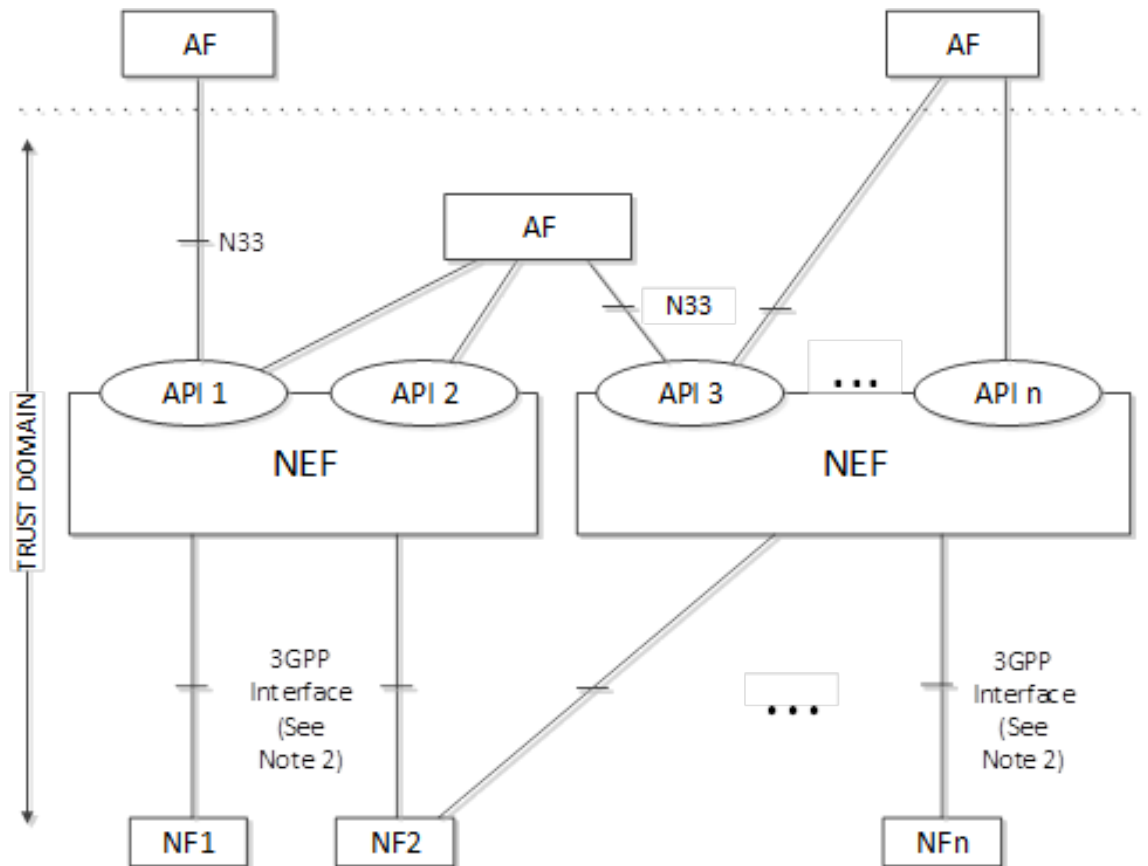 AF
AF
N33
AF
N33
API 1
API 2
API 3
...
API n
NEF
NEF
TRUST DOMAIN
3GPP
Interface
(See
Note 2)
...
3GPP
Interface
(See
Note 2)
NF1
NF2
NFn